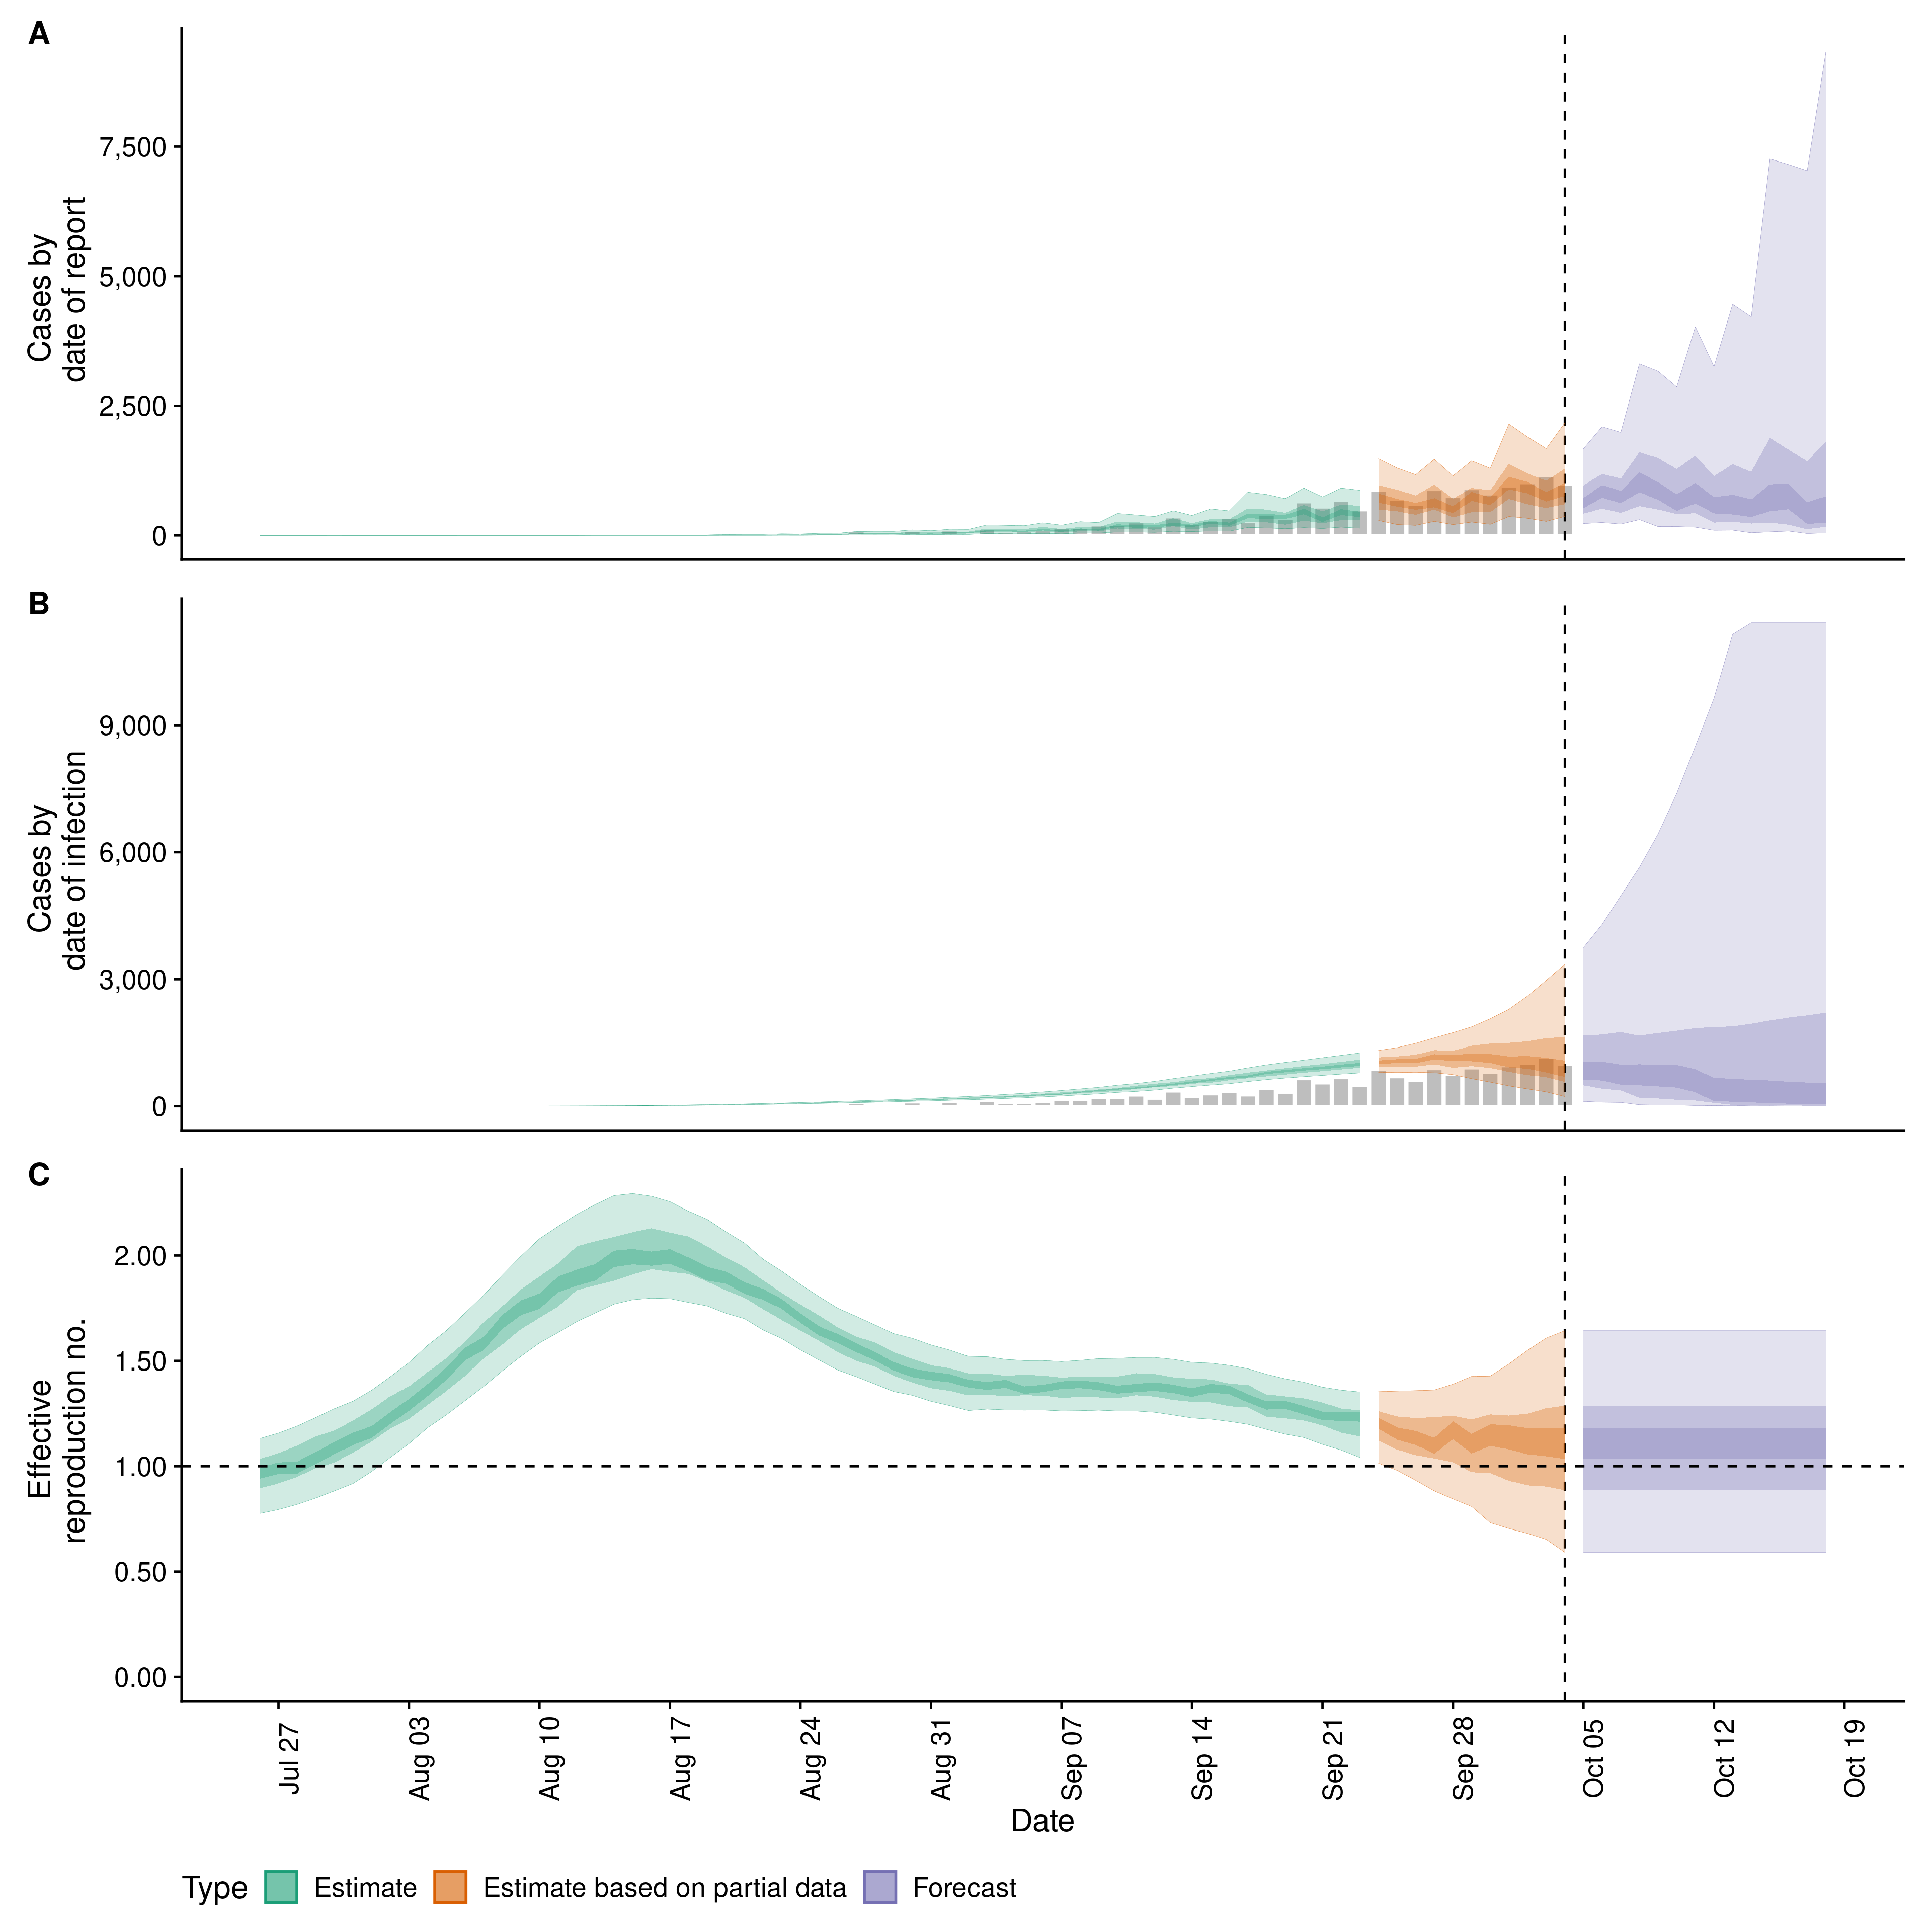 A
Cases by
date of report
7,500
5,000
2,500
0
B
Cases by
date of infection
9,000
6,000
3,000
0
C
Effective
reproduction no.
2.00
1.50
1.00
0.50
0.00
Jul 27
Aug 03
Aug 10
Aug 17
Aug 24
Aug 31
Sep 07
Sep 14
Sep 21
Sep 28
Oct 05
Oct 12
Oct 19
Date
Type Estimate Estimate based on partial data Forecast